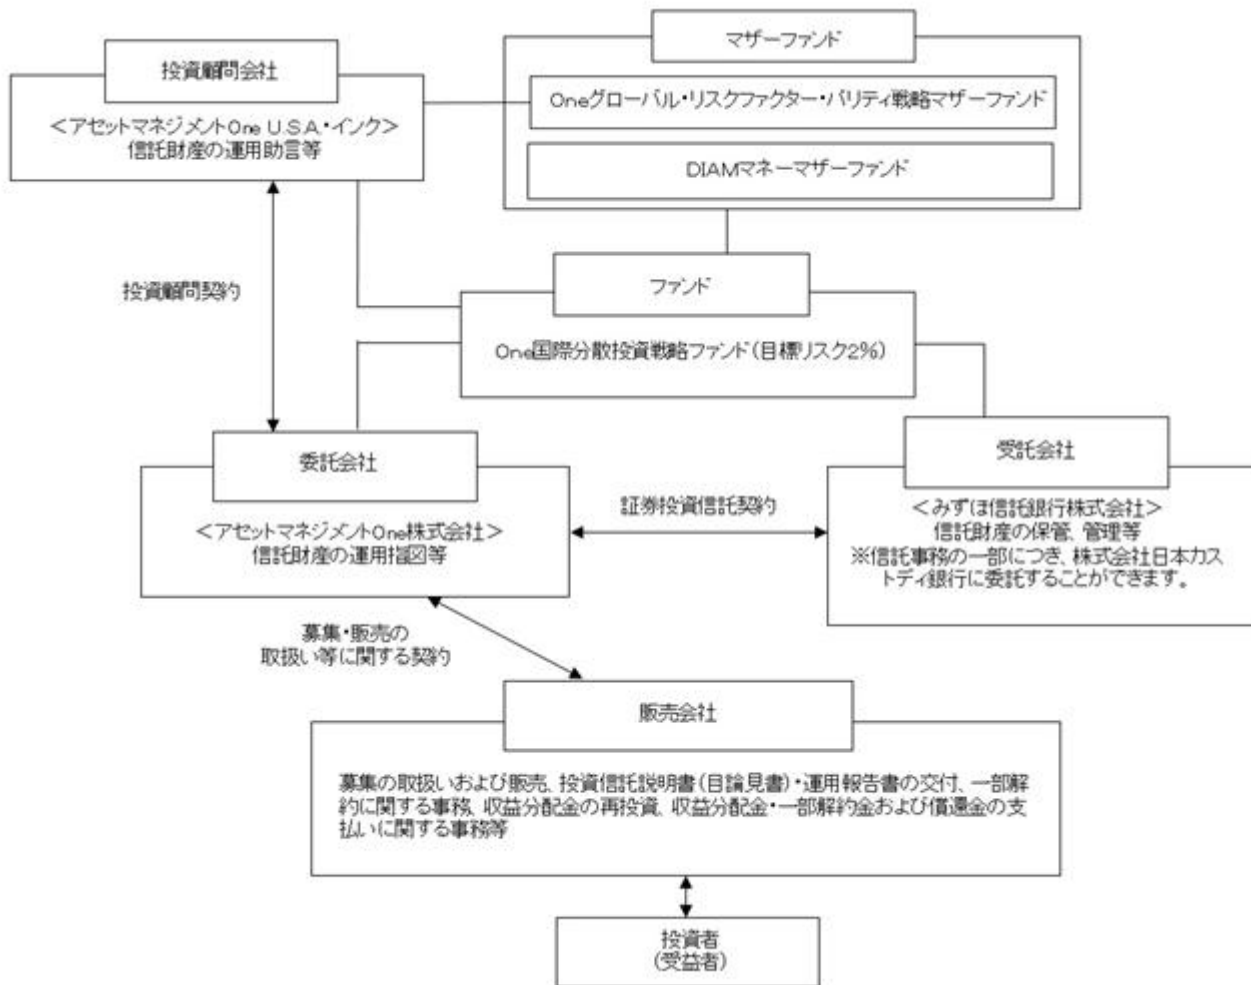 マザーファンド
投資顧問会社
Oneグローバル・リスクファクター・パリティ戦略マザーファンド
＜アセットマネジメントOne U.S.A.・インク＞
信託財産の運用助言等
DIAMマネーマザーファンド
ファンド
投資顧問契約
One国際分散投資戦略ファンド（目標リスク2％）
委託会社
受託会社
証券投資信託契約
＜アセットマネジメントOne株式会社＞
信託財産の運用指図等
＜みずほ信託銀行株式会社＞
信託財産の保管、管理等
※信託事務の一部につき、株式会社日本カス
トディ銀行に委託することができます。
募集・販売の
取扱い等に関する契約
販売会社
募集の取扱いおよび販売、投資信託説明書（目論見書）・運用報告書の交付、一部解
約に関する事務、収益分配金の再投資、収益分配金・一部解約金および償還金の支
払いに関する事務等
投資者
（受益者）